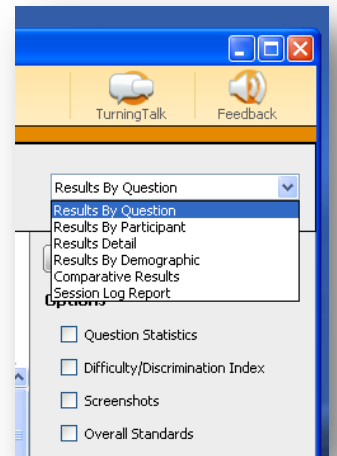 TurningTalk Feedback
Results By Question
Results By Question
Results By Participant
Results Detail
Results By Demographic
Comparative Results
Session Log Report
Options
Question Statistics
Difficulty/Discrimination Index
Screenshots
Overall Standards